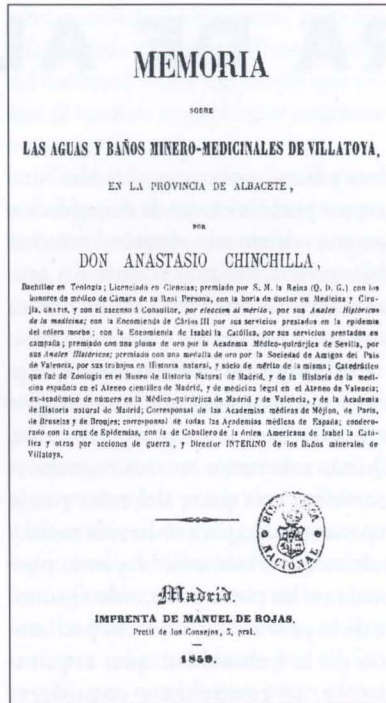 MEMORIA
SOBRE
LAS AGUAS Y BAÑOS MINERO-MEDICINALES DE VILLATOYA,
EN LA PROVINCIA DE ALBACETE,
POR
DON ANASTASIO CHINCHILLA,
Bachiller en Teología; Licenciado en Ciencias; premiado por S. M. la Reina (Q. D. G.) con los
honores de médico de Cámara de su Real Persona, con la borla de doctor en Medicina y Ciru-
jía, GRATIS, y con el ascenso á Consultor, por eleccion al mérito, por sus Anales Históricos
de la medicina; con la Encomienda de Cárlos III por sus servicios prestados en la epidemia
del cólera morbo; con la Encomienda de Isabel la Católica, por sus servicios prestados en
campaña; premiado con una pluma de oro por la Academia Médico-quirúrjica de Sevilla, por
sus Anales Históricos; premiado con una medalla de oro por la Sociedad de Amigos del Pais
de Valencia, por sus trabajos en Historia natural, y socio de mérito de la misma; Catedrático
que fué de Zoología en el Museo de Historia Natural de Madrid, y de la Historia de la medi-
cina española en el Ateneo científico de Madrid, y de medicina legal en el Ateneo de Valencia;
ex-académico de número en la Médico-quirúrjica de Madrid y de Valencia, y de la Academia
de Historia natural de Madrid; Corresponsal de las Academias médicas de Méjico, de Paris,
de Bruselas y de Broujes; corresponsal de todas las Academias médicas de España; condeco-
rado con la cruz de Epidemias, con la de Caballero de la órden Americana de Isabel la Cató-
lica y otras por acciones de guerra, y Director INTERINO de los Baños minerales de
Villatoya.
BIBLIOTECA
NACIONAL
Madrid.
IMPRENTA DE MANUEL DE ROJAS,
Pretil de los Consejos, 3, pral.
1859.